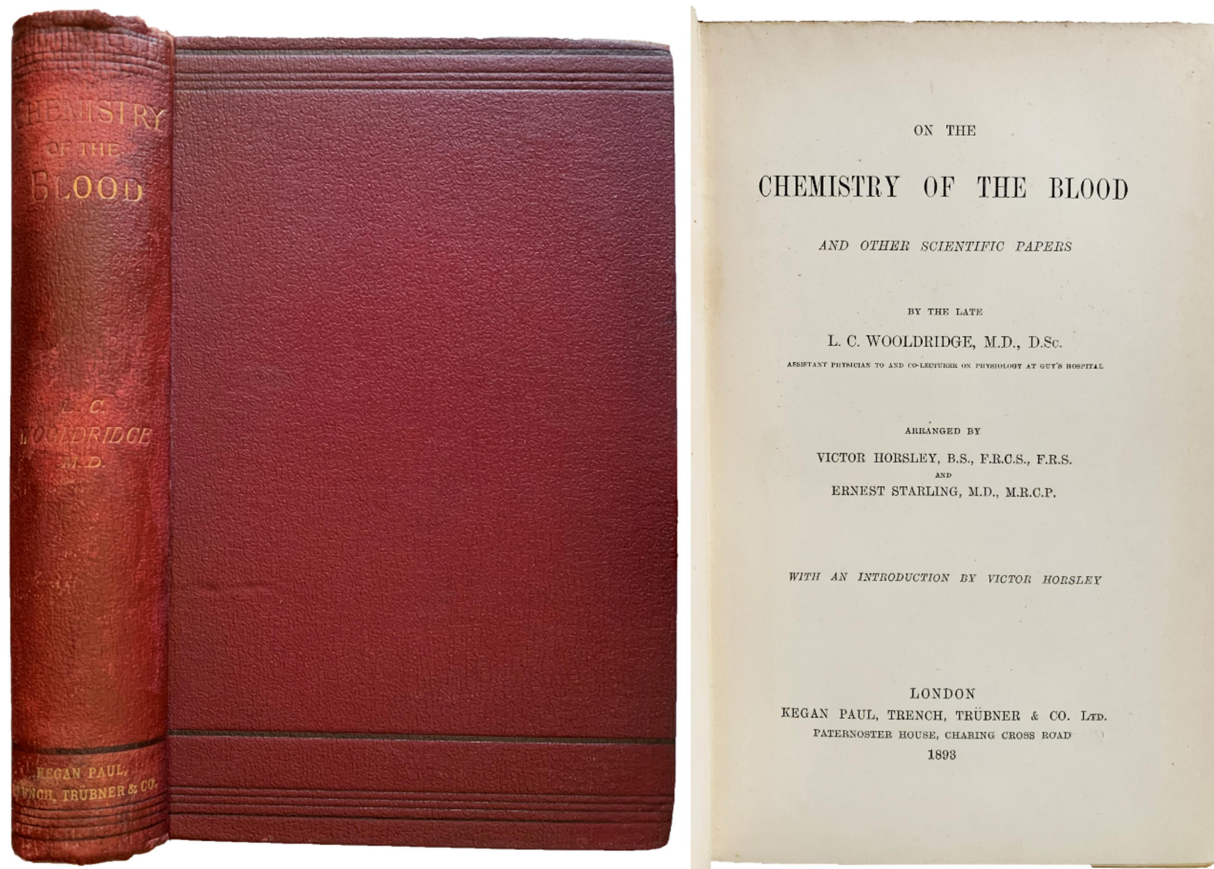 CHEMISTRY
OF THE
BLOOD
L. C.
WOOLDRIDGE
M.D.
KEGAN PAUL,
TRENCH, TRÜBNER & CO.
ON THE
CHEMISTRY OF THE BLOOD
AND OTHER SCIENTIFIC PAPERS
BY THE LATE
L. C. WOOLDRIDGE, M.D., D.Sc.
ASSISTANT PHYSICIAN TO AND CO-LECTURER ON PHYSIOLOGY AT GUY'S HOSPITAL
ARRANGED BY
VICTOR HORSLEY, B.S., F.R.C.S., F.R.S.
AND
ERNEST STARLING, M.D., M.R.C.P.
WITH AN INTRODUCTION BY VICTOR HORSLEY
LONDON
KEGAN PAUL, TRENCH, TRÜBNER & CO. LTD.
PATERNOSTER HOUSE, CHARING CROSS ROAD
1893